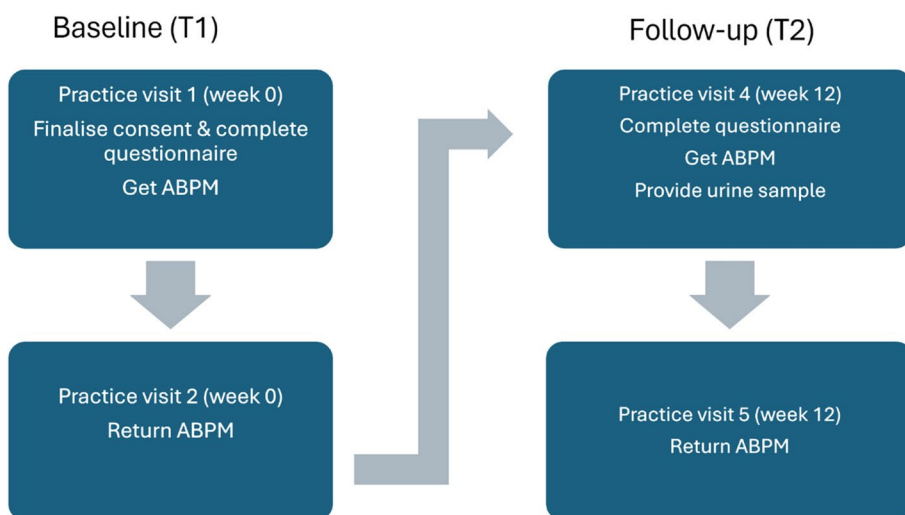 Baseline (T1)
Practice visit 1 (week 0)
Finalise consent & complete
questionnaire
Get ABPM
Practice visit 2 (week 0)
Return ABPM
Follow-up (T2)
Practice visit 4 (week 12)
Complete questionnaire
Get ABPM
Provide urine sample
Practice visit 5 (week 12)
Return ABPM